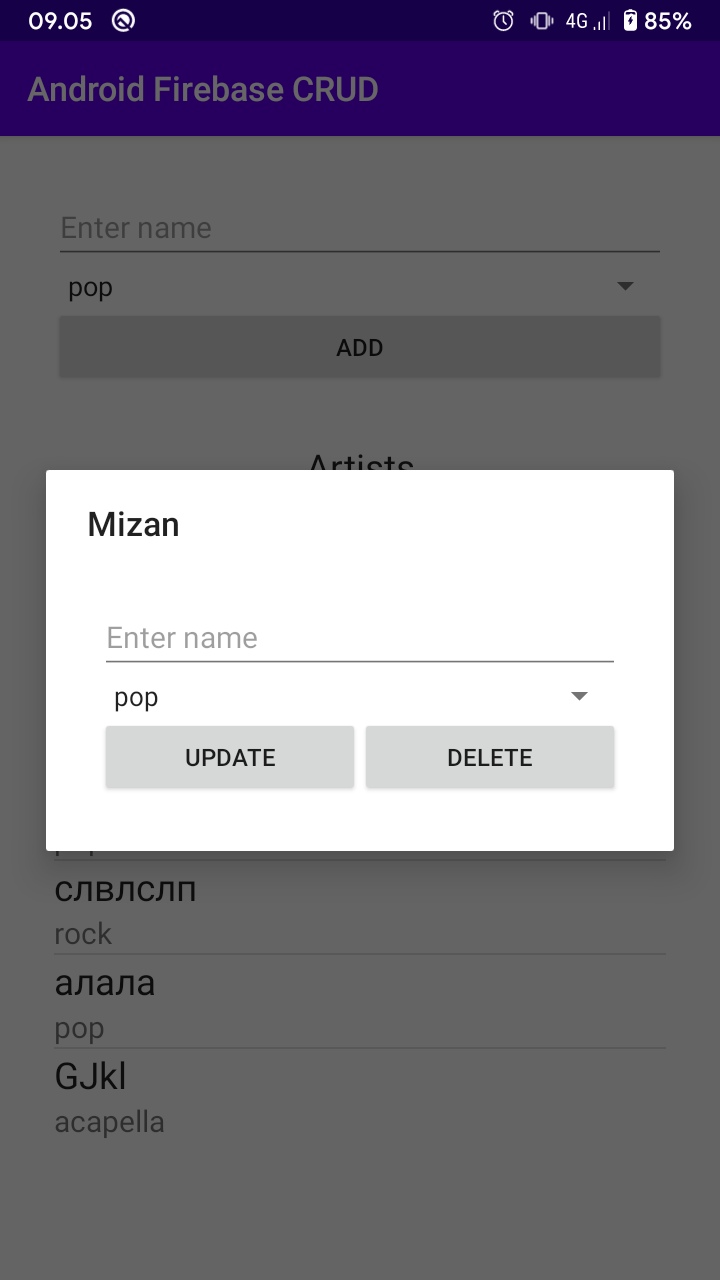 09.05 4G 85%
Android Firebase CRUD
Enter name
pop
ADD
Artists
Mizan
Enter name
pop
UPDATE DELETE
слвлслп
rock
алала
pop
GJkl
acapella